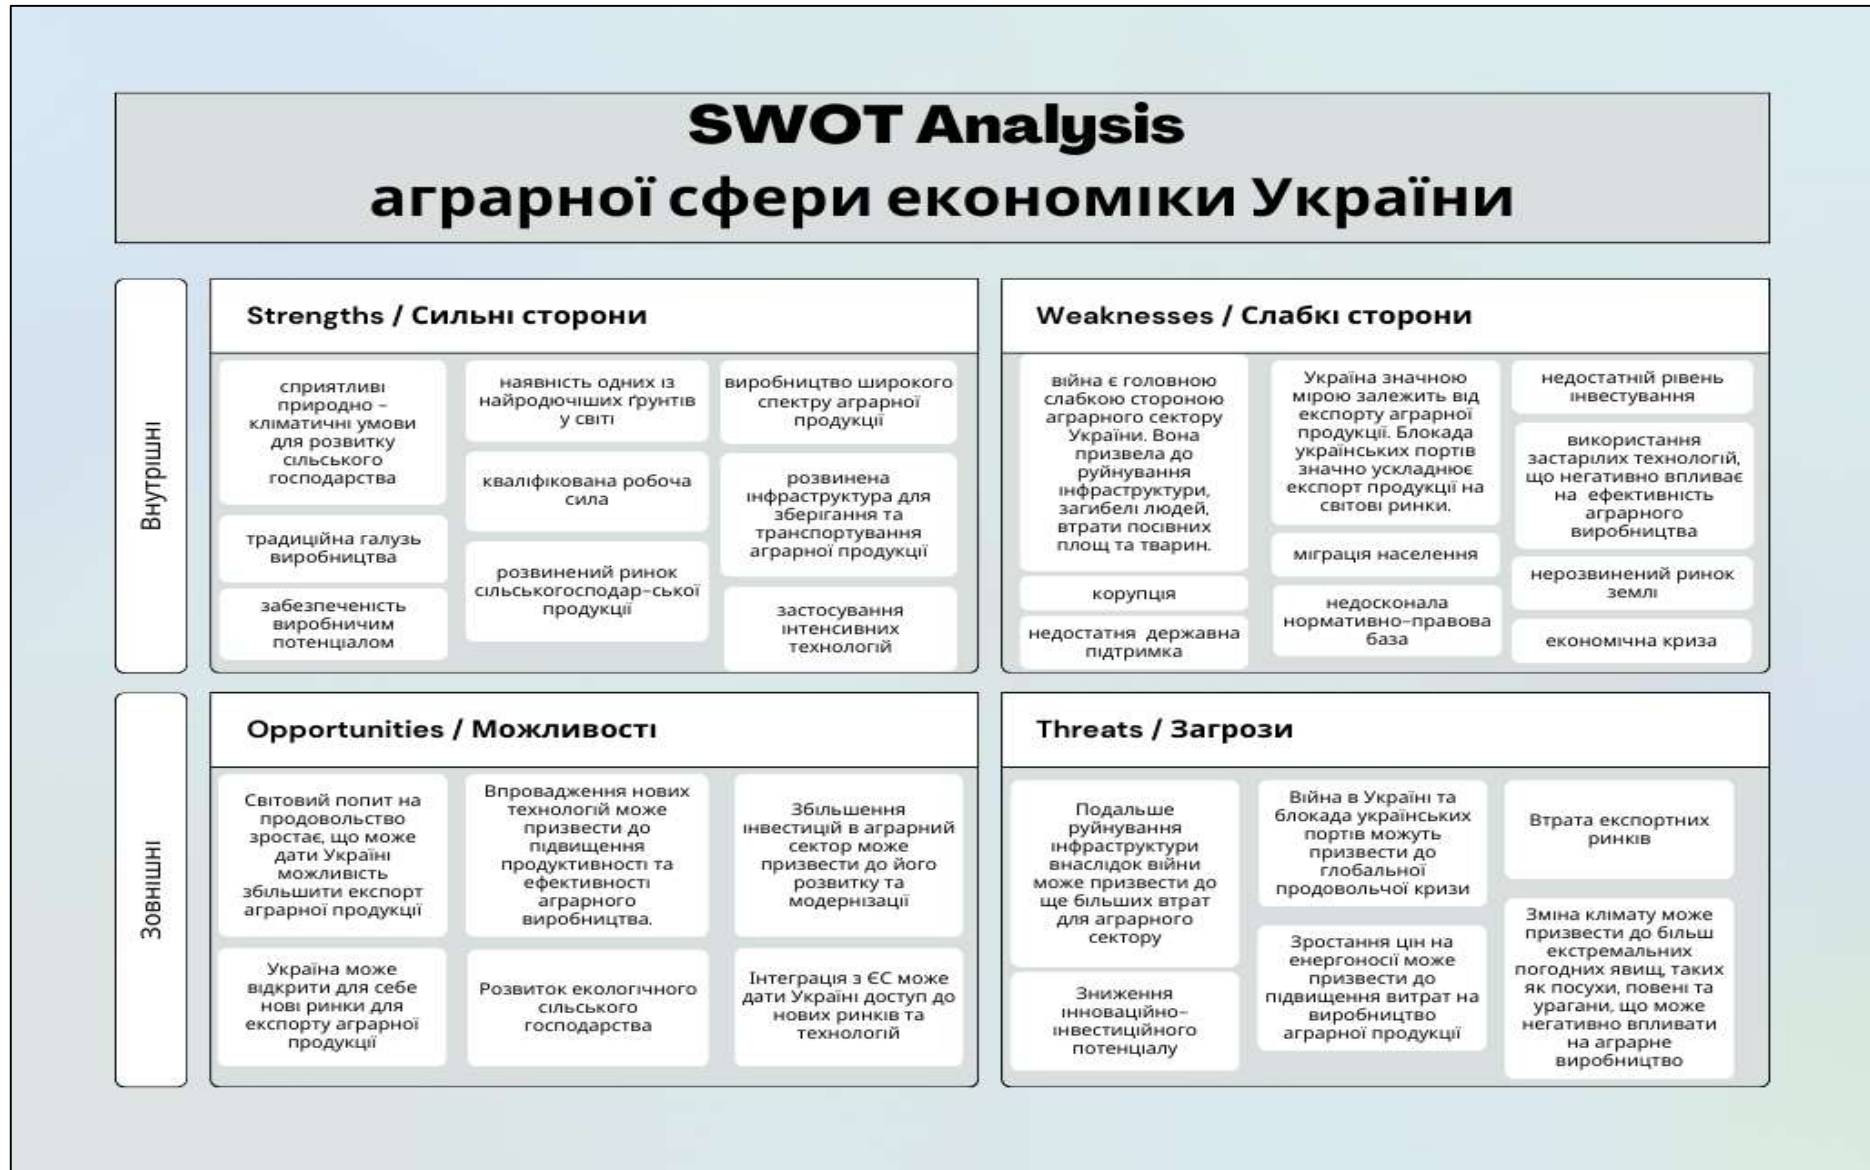 SWOT Analysis
аграрної сфери економіки України
Внутрішні
Strengths / Сильні сторони
сприятливі
природно –
кліматичні умови
для розвитку
сільського
господарства
традиційна галузь
виробництва
забезпеченість
виробничим
потенціалом
наявність одних із
найродючіших ґрунтів
у світі
кваліфікована робоча
сила
розвинений ринок
сільськогосподар-ської
продукції
виробництво широкого
спектру аграрної
продукції
розвинена
інфраструктура для
зберігання та
транспортування
аграрної продукції
застосування
інтенсивних
технологій
Weaknesses / Слабкі сторони
війна є головною
слабкою стороною
аграрного сектору
України. Вона
призвела до
руйнування
інфраструктури,
загибелі людей,
втрати посівних
площ та тварин.
корупція
недостатня державна
підтримка
Україна значною
мірою залежить від
експорту аграрної
продукції. Блокада
українських портів
значно ускладнює
експорт продукції на
світові ринки.
міграція населення
недосконала
нормативно-правова
база
недостатній рівень
інвестування
використання
застарілих технологій,
що негативно впливає
на ефективність
аграрного
виробництва
нерозвинений ринок
землі
економічна криза
Зовнішні
Opportunities / Можливості
Світовий попит на
продовольство
зростає, що може
дати Україні
можливість
збільшити експорт
аграрної продукції
Україна може
відкрити для себе
нові ринки для
експорту аграрної
продукції
Впровадження нових
технологій може
призвести до
підвищення
продуктивності та
ефективності
аграрного
виробництва.
Розвиток екологічного
сільського
господарства
Збільшення
інвестицій в аграрний
сектор може
призвести до його
розвитку та
модернізації
Інтеграція з ЄС може
дати Україні доступ до
нових ринків та
технологій
Threats / Загрози
Подальше
руйнування
інфраструктури
внаслідок війни
може призвести до
ще більших втрат
для аграрного
сектору
Зниження
інноваційно-
інвестиційного
потенціалу
Війна в Україні та
блокада українських
портів можуть
призвести до
глобальної
продовольчої кризи
Зростання цін на
енергоносії може
призвести до
підвищення витрат на
виробництво
аграрної продукції
Втрата експортних
ринків
Зміна клімату може
призвести до більш
екстремальних
погодних явищ, таких
як посухи, повені та
урагани, що може
негативно впливати
на аграрне
виробництво